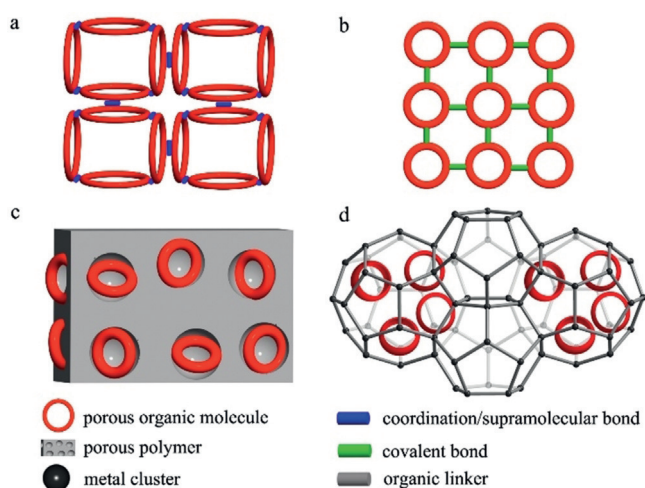 a
b
c
d
porous organic molecule
porous polymer
metal cluster
coordination/supramolecular bond
covalent bond
organic linker